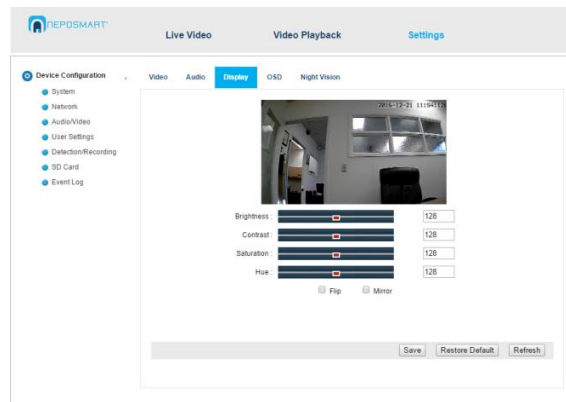 NEPOSMART
Live Video
Video Playback
Settings
Device Configuration
System
Network
Audio/Video
User Settings
Detection/Recording
SD Card
Event Log
Video
Audio
Display
OSD
Night Vision
Brightness :
128
Contrast :
128
Saturation :
128
Hue :
128
Flip
Mirror
Save
Restore Default
Refresh